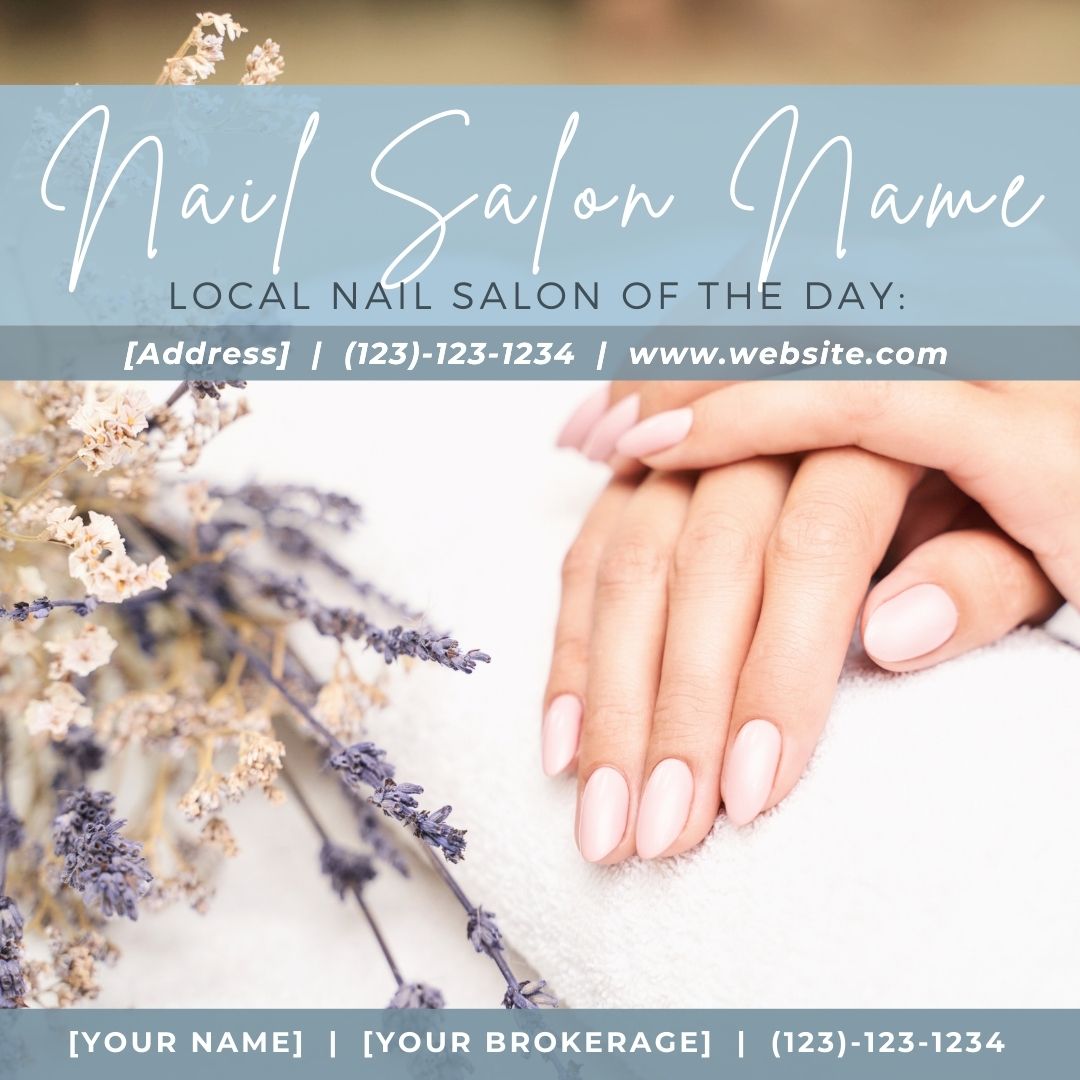 Nail Salon Name
LOCAL NAIL SALON OF THE DAY:
[Address] | (123)-123-1234 | www.website.com
[YOUR NAME] | [YOUR BROKERAGE] | (123)-123-1234